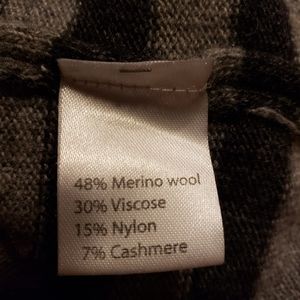 48% Merino wool
30% Viscose
15% Nylon
7% Cashmere